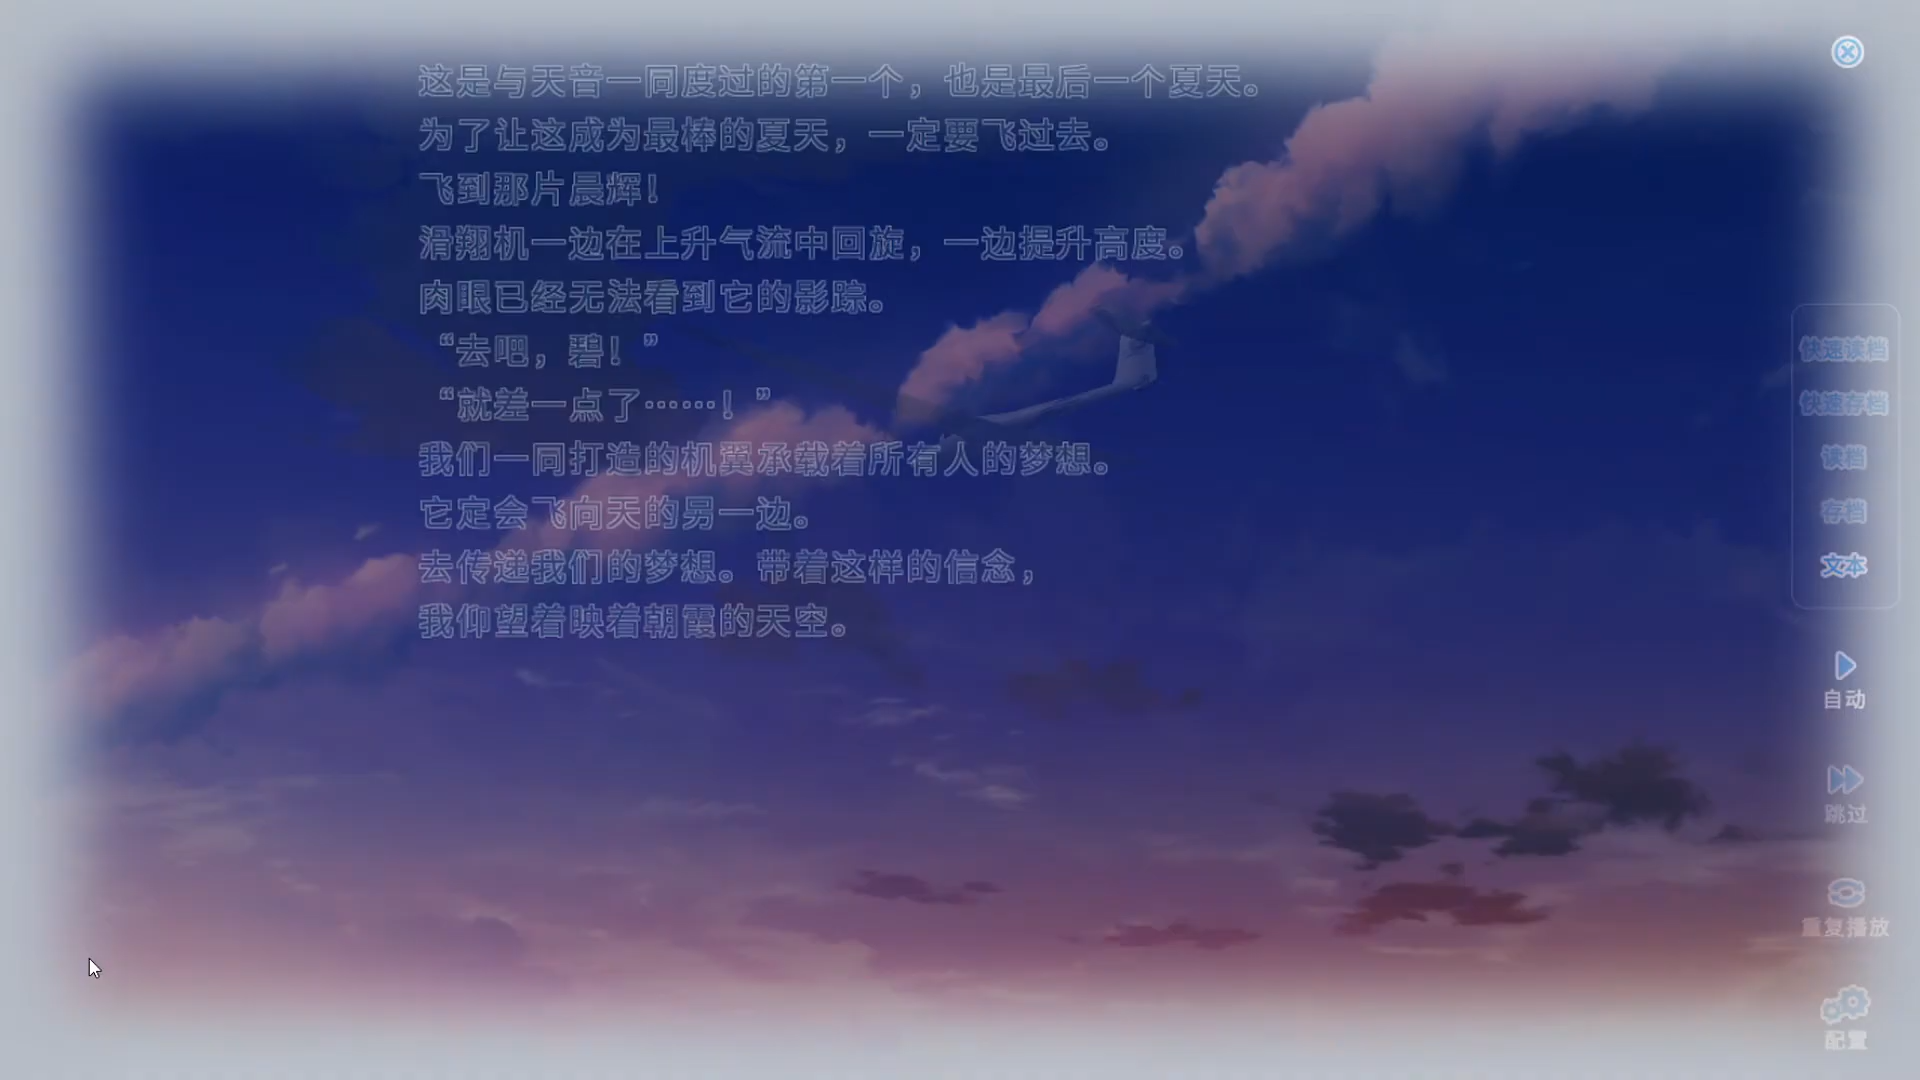 这是与天音一同度过的第一个，也是最后一个夏天。
为了让这成为最棒的夏天，一定要飞过去。
飞到那片晨辉！
滑翔机一边在上升气流中回旋，一边提升高度。
肉眼已经无法看到它的影踪。
“去吧，碧！”
“就差一点了……！”
我们一同打造的机翼承载着所有人的梦想。
它定会飞向天的另一边。
去传递我们的梦想。带着这样的信念，
我仰望着映着朝霞的天空。
快速读档
快速存档
读档
存档
文本
自动
跳过
重复播放
配置